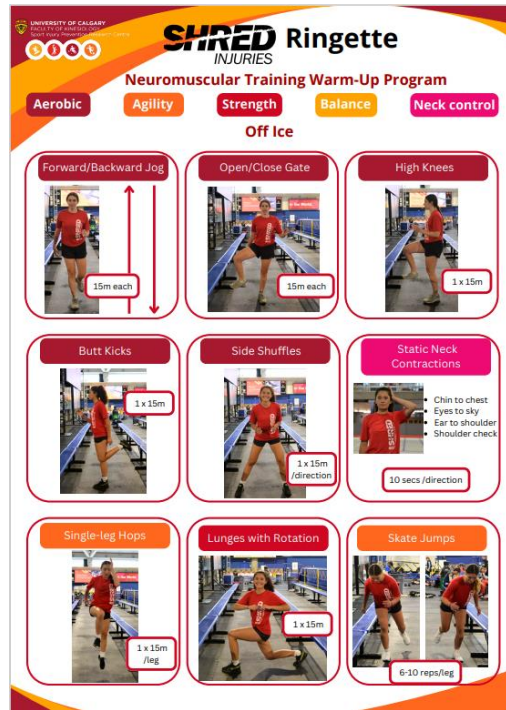 UNIVERSITY OF CALGARY
FACULTY OF KINESIOLOGY
Sport Injury Prevention Research Centre
SHRED Ringette
INJURIES
Neuromuscular Training Warm-Up Program
Aerobic
Agility
Strength
Balance
Neck control
Off Ice
Forward/Backward Jog
15m each
Open/Close Gate
15m each
High Knees
1 x 15m
Butt Kicks
1 x 15m
Side Shuffles
1 x 15m
/direction
Static Neck
Contractions
Chin to chest
Eyes to sky
Ear to shoulder
Shoulder check
10 secs /direction
Single-leg Hops
1 x 15m
/leg
Lunges with Rotation
1 x 15m
Skate Jumps
6-10 reps/leg